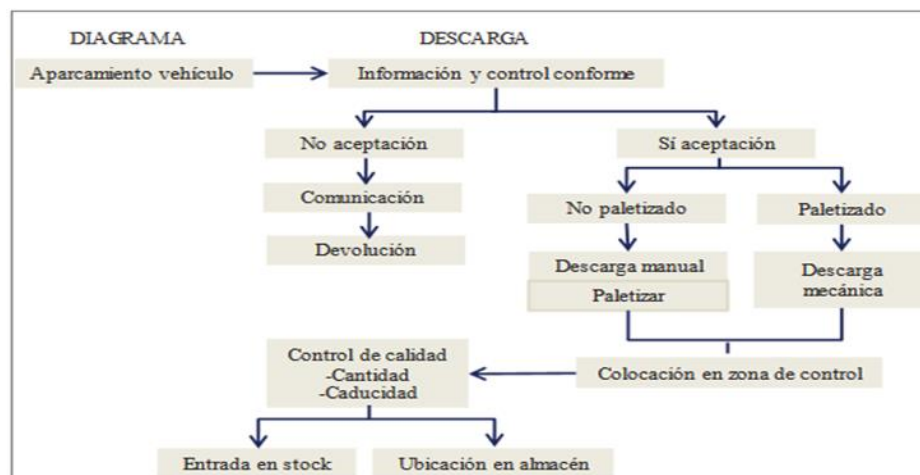 DIAGRAMA
DESCARGA
Aparcamiento vehículo
Información y control conforme
No aceptación
Sí aceptación
Comunicación
No paletizado
Paletizado
Devolución
Descarga manual
Paletizar
Descarga
mecánica
Control de calidad
-Cantidad
-Caducidad
Colocación en zona de control
Entrada en stock
Ubicación en almacén